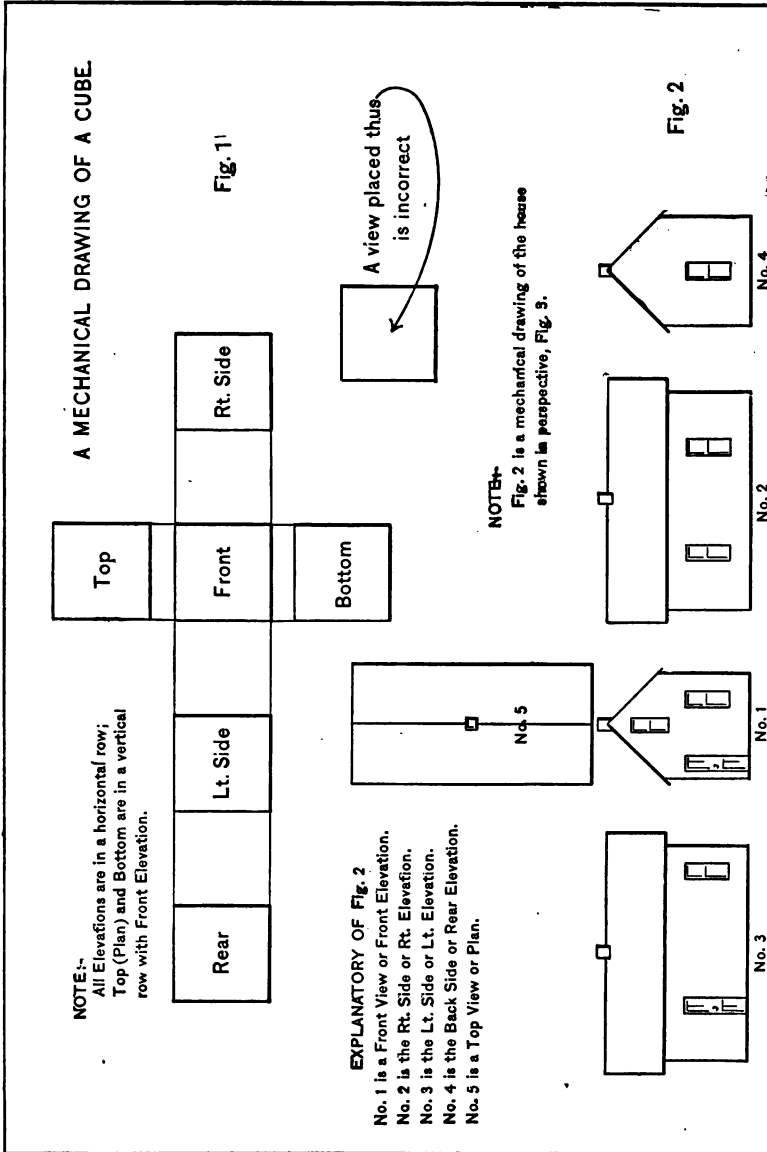 A MECHANICAL DRAWING OF A CUBE.
NOTE:-
All Elevations are in a horizontal row;
Top (Plan) and Bottom are in a vertical
row with Front Elevation.
Fig. 1
Top
Rear
Lt. Side
Front
Rt. Side
Bottom
A view placed thus
is incorrect
EXPLANATORY OF Fig. 2
No. 1 is a Front View or Front Elevation.
No. 2 is the Rt. Side or Rt. Elevation.
No. 3 is the Lt. Side or Lt. Elevation.
No. 4 is the Back Side or Rear Elevation.
No. 5 is a Top View or Plan.
No. 5
NOTE:-
Fig. 2 is a mechanical drawing of the house
shown in perspective, Fig. 3.
Fig. 2
No. 3
No. 1
No. 2
No. 4